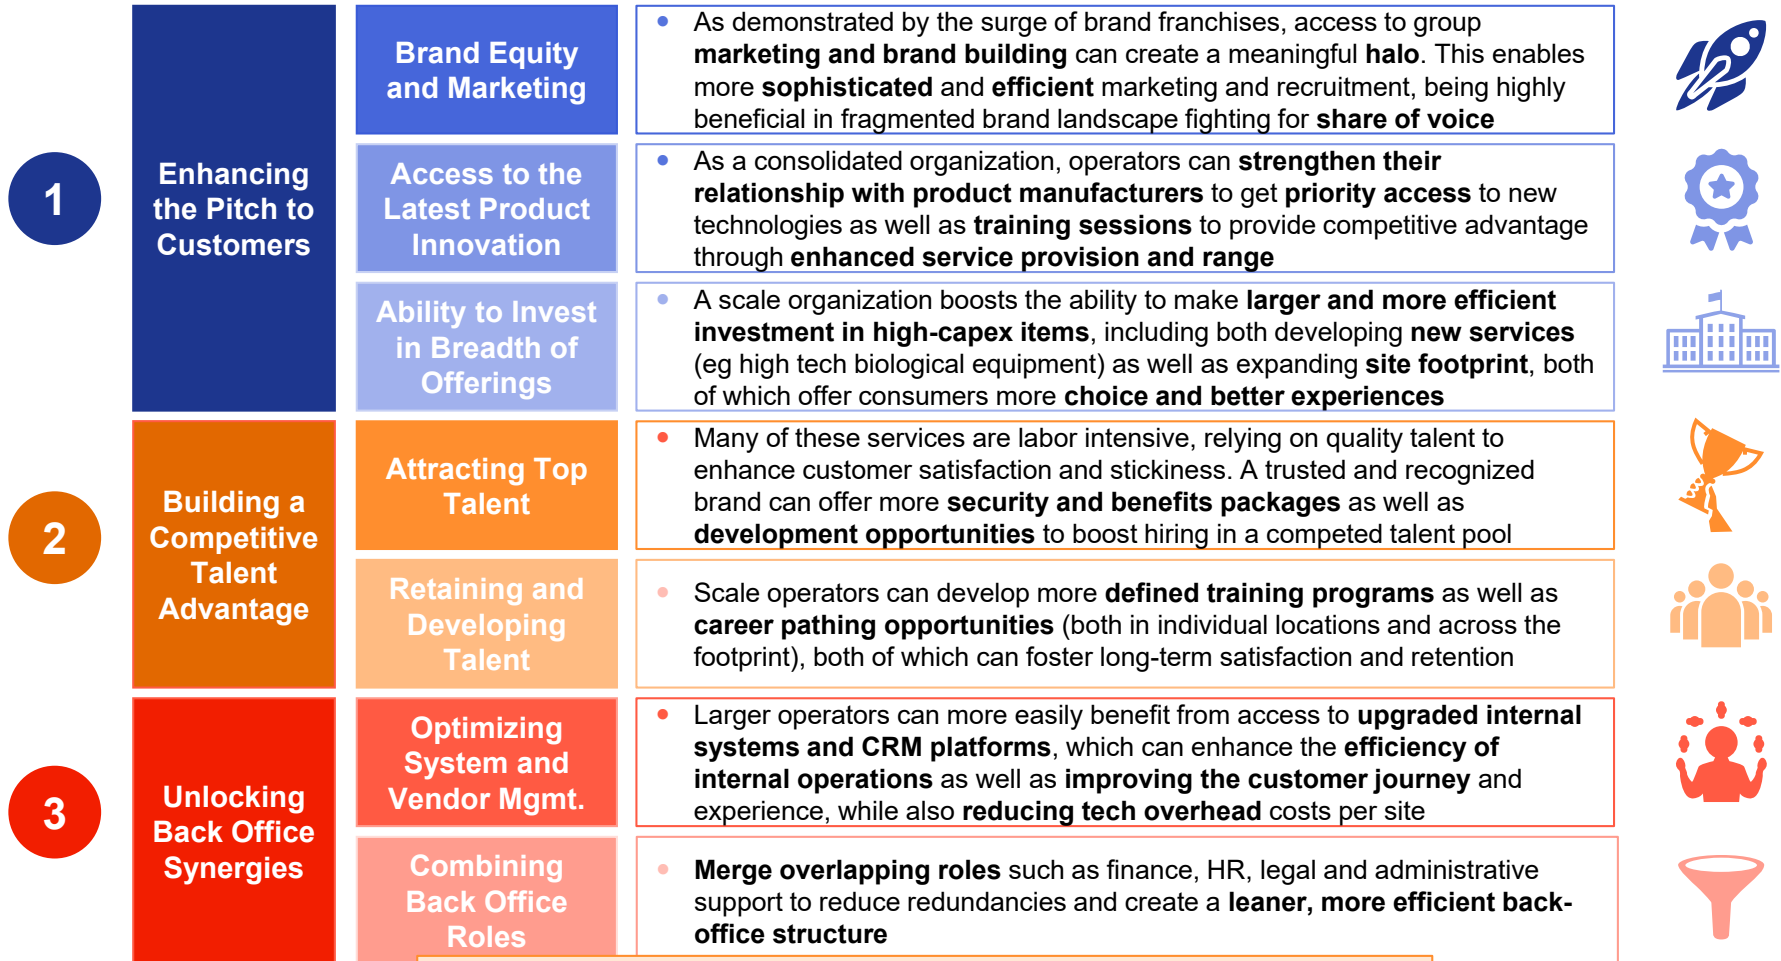 1
Enhancing
the Pitch to
Customers
Brand Equity
and Marketing
• As demonstrated by the surge of brand franchises, access to group
marketing and brand building can create a meaningful halo. This enables
more sophisticated and efficient marketing and recruitment, being highly
beneficial in fragmented brand landscape fighting for share of voice
Access to the
Latest Product
Innovation
• As a consolidated organization, operators can strengthen their
relationship with product manufacturers to get priority access to new
technologies as well as training sessions to provide competitive advantage
through enhanced service provision and range
Ability to Invest
in Breadth of
Offerings
• A scale organization boosts the ability to make larger and more efficient
investment in high-capex items, including both developing new services
(eg high tech biological equipment) as well as expanding site footprint, both
of which offer consumers more choice and better experiences
2
Building a
Competitive
Talent
Advantage
Attracting Top
Talent
• Many of these services are labor intensive, relying on quality talent to
enhance customer satisfaction and stickiness. A trusted and recognized
brand can offer more security and benefits packages as well as
development opportunities to boost hiring in a competed talent pool
Retaining and
Developing
Talent
• Scale operators can develop more defined training programs as well as
career pathing opportunities (both in individual locations and across the
footprint), both of which can foster long-term satisfaction and retention
3
Unlocking
Back Office
Synergies
Optimizing
System and
Vendor Mgmt.
• Larger operators can more easily benefit from access to upgraded internal
systems and CRM platforms, which can enhance the efficiency of
internal operations as well as improving the customer journey and
experience, while also reducing tech overhead costs per site
Combining
Back Office
Roles
• Merge overlapping roles such as finance, HR, legal and administrative
support to reduce redundancies and create a leaner, more efficient back-
office structure